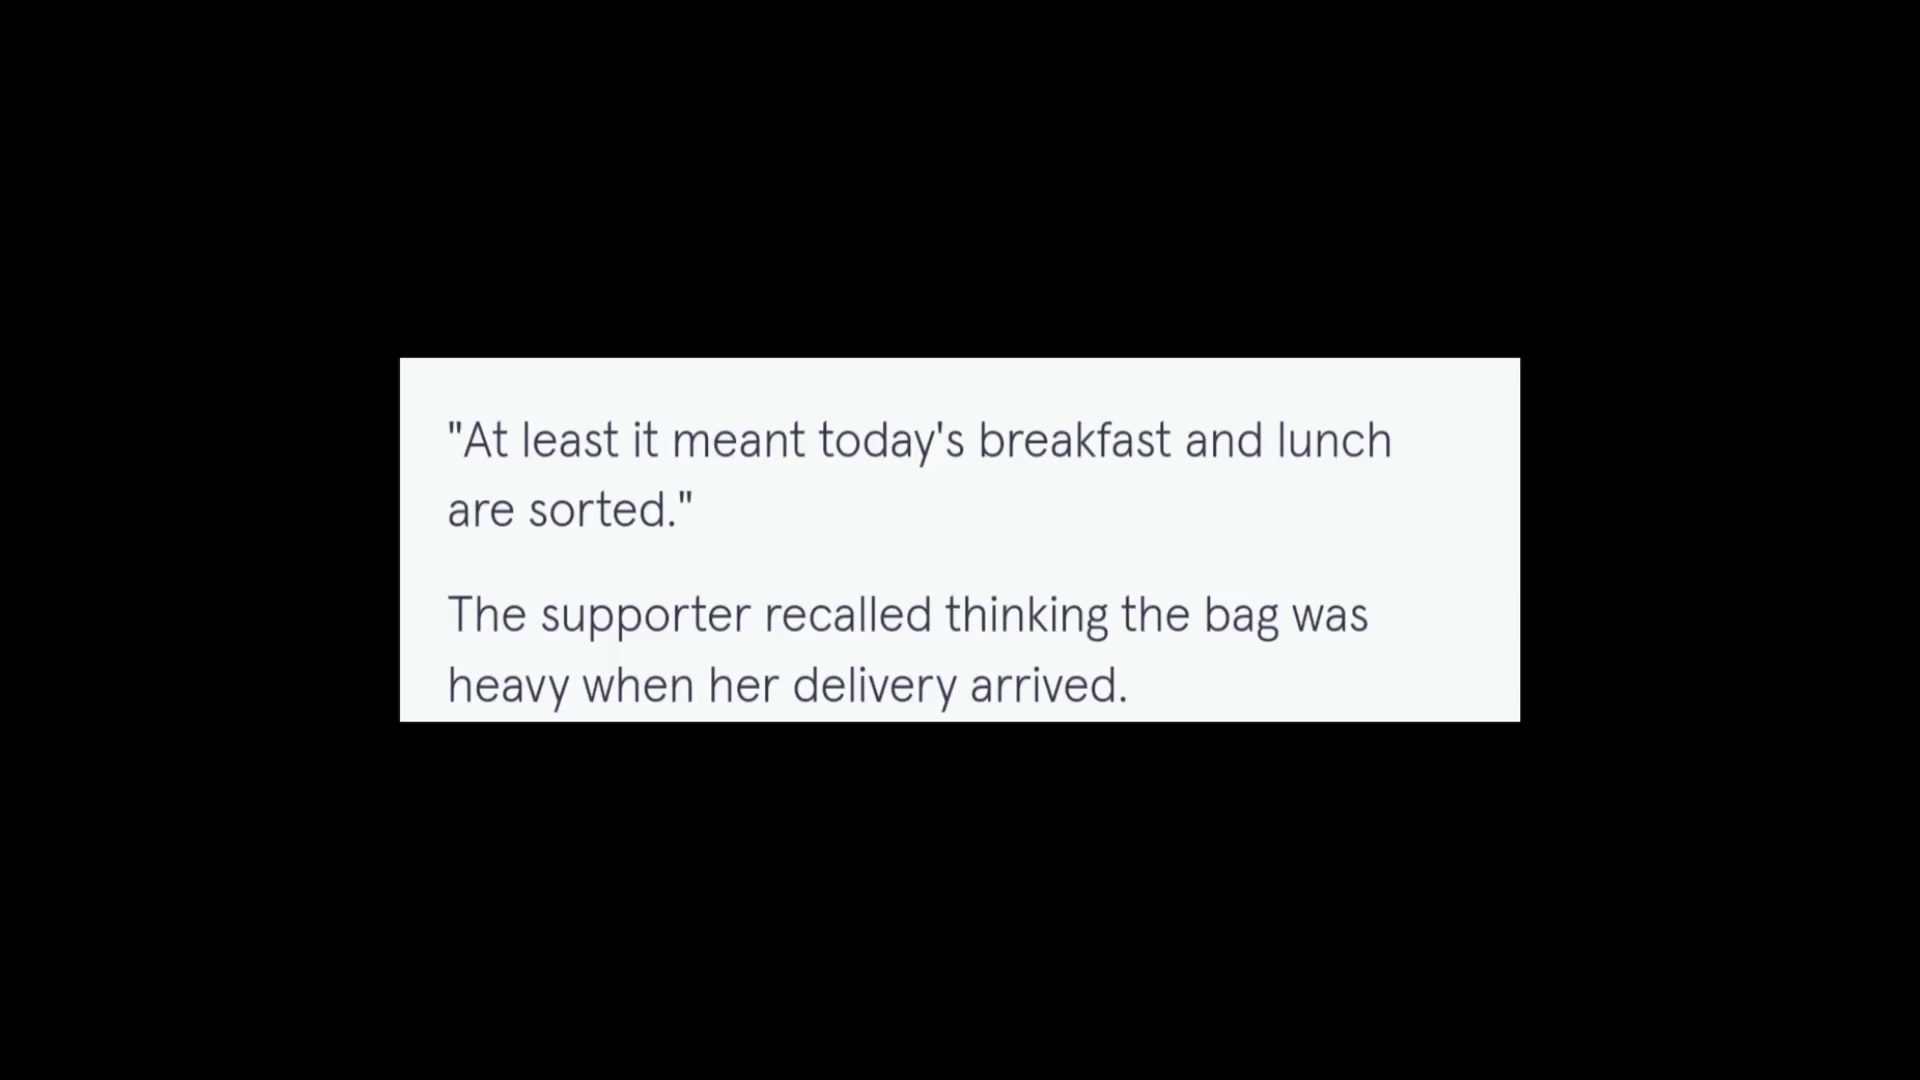 "At least it meant today's breakfast and lunch
are sorted."
The supporter recalled thinking the bag was
heavy when her delivery arrived.